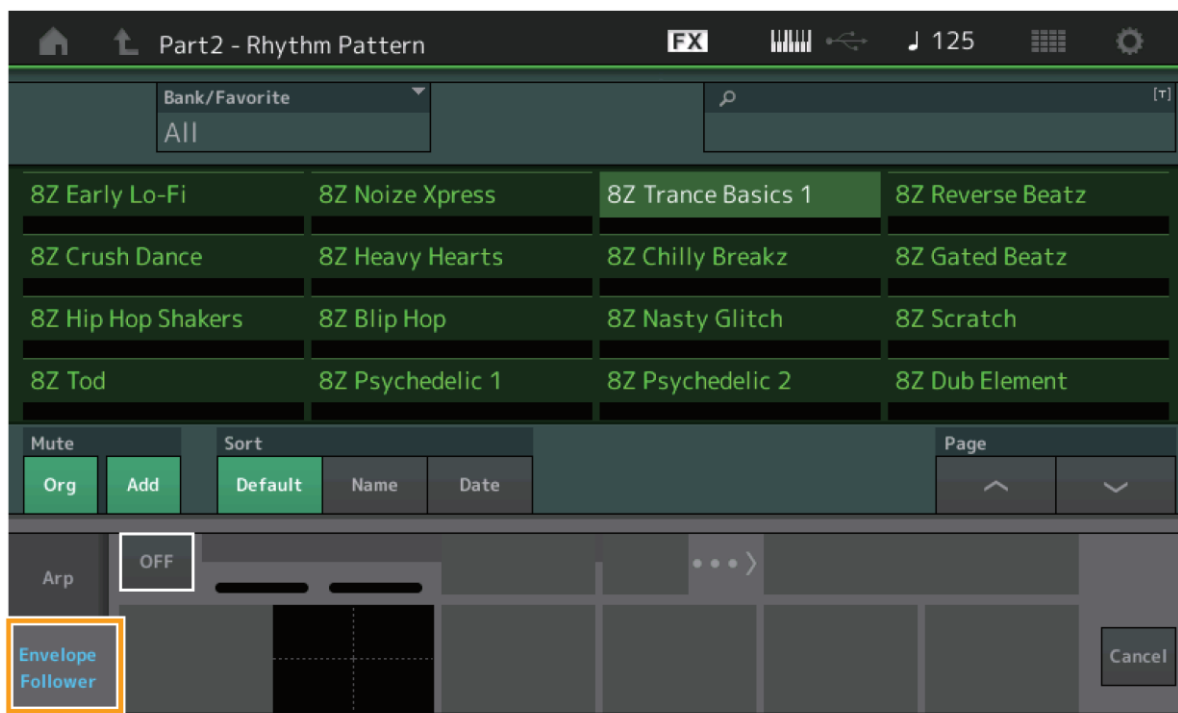 Part2 - Rhythm Pattern FX ♩ 125
Bank/Favorite [T]
All
8Z Early Lo-Fi 8Z Noize Xpress 8Z Trance Basics 1 8Z Reverse Beatz
8Z Crush Dance 8Z Heavy Hearts 8Z Chilly Breakz 8Z Gated Beatz
8Z Hip Hop Shakers 8Z Blip Hop 8Z Nasty Glitch 8Z Scratch
8Z Tod 8Z Psychedelic 1 8Z Psychedelic 2 8Z Dub Element
Mute Sort Page
Org Add Default Name Date
Arp OFF
Envelope
Follower
Cancel